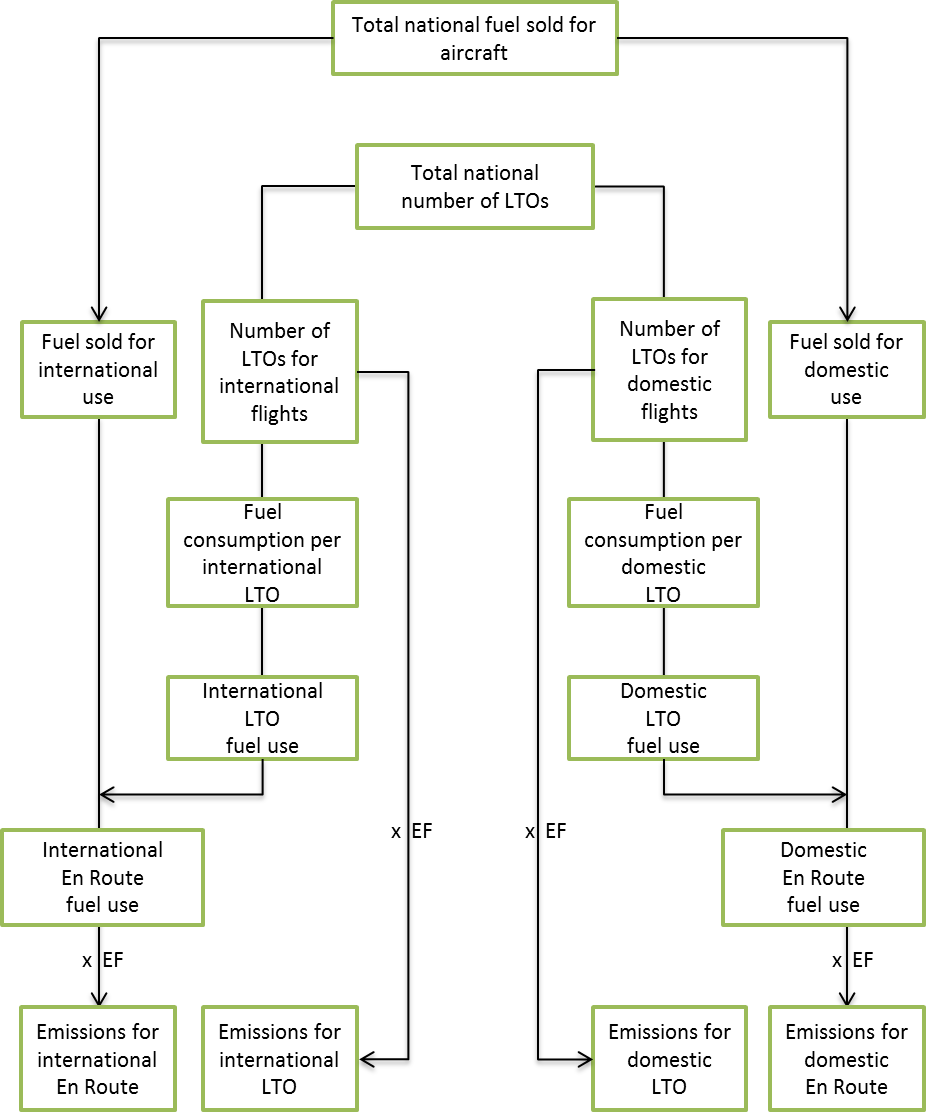 Total national fuel sold for
aircraft
Total national
number of LTOs
Fuel sold for
international
use
Number of
LTOs for
international
flights
Number of
LTOs for
domestic
flights
Fuel sold for
domestic
use
Fuel
consumption per
international
LTO
Fuel
consumption per
domestic
LTO
International
LTO
fuel use
Domestic
LTO
fuel use
x EF
x EF
International
En Route
fuel use
Domestic
En Route
fuel use
x EF
x EF
Emissions for
international
En Route
Emissions for
international
LTO
Emissions for
domestic
LTO
Emissions for
domestic
En Route